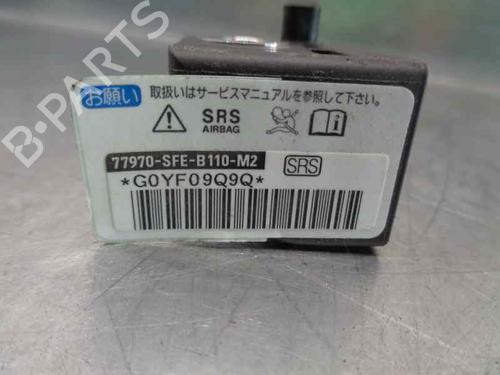 B-PARTS
お願い 取扱いはサービスマニュアルを参照して下さい。
SRS
AIRBAG
77970-SFE-B110-M2 SRS
*G0YF09Q9Q*